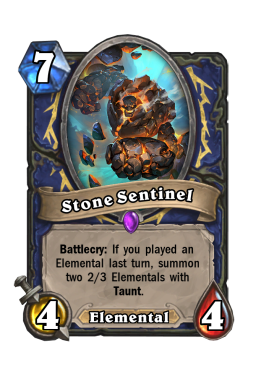 7
Stone Sentinel
Battlecry: If you played an
Elemental last turn, summon
two 2/3 Elementals with
Taunt.
4
Elemental
4